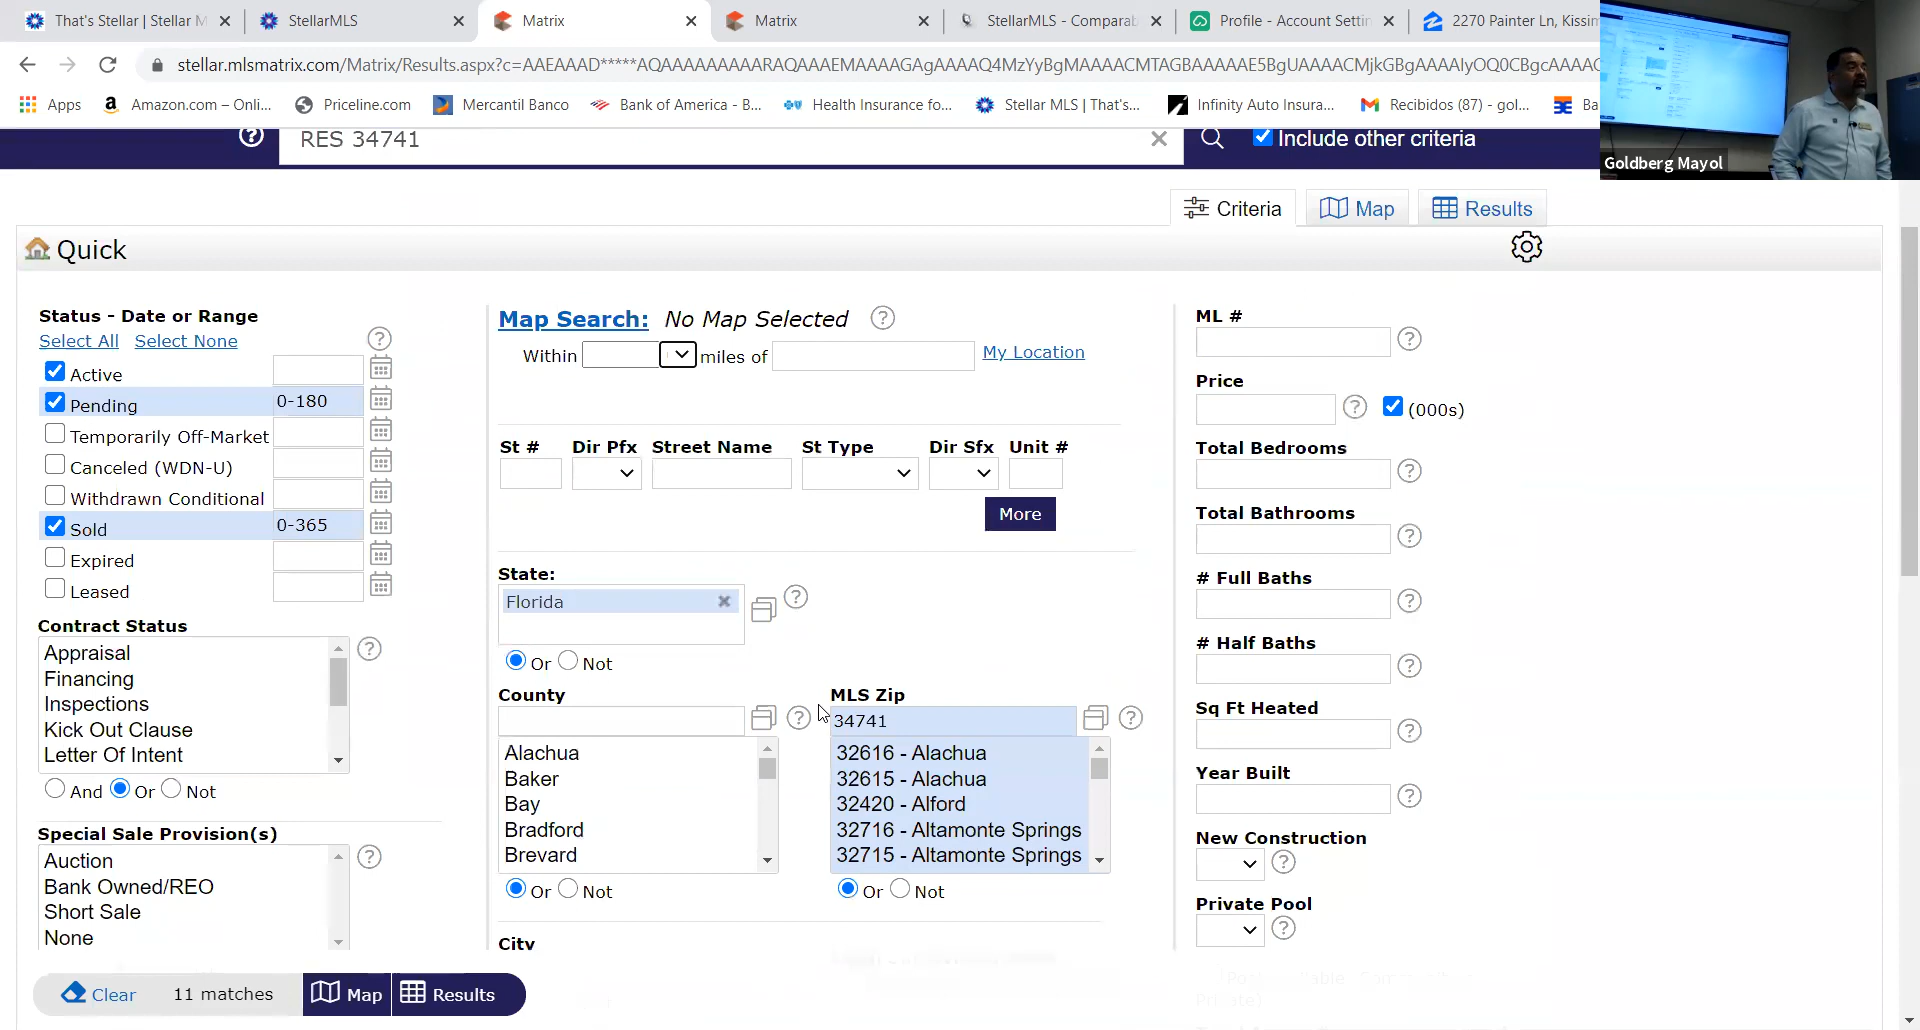 That's Stellar | Stellar M
StellarMLS
Matrix
Matrix
StellarMLS - Comparab
Profile - Account Settin
2270 Painter Ln, Kissim
stellar.mlsmatrix.com/Matrix/Results.aspx?c=AAEAAAD*****AQAAAAAAAAARAQAAAEMAAAAGAgAAAAQ4MzYyBgMAAAACMTAGBAAAAAE5BgUAAAACMjkGBgAAAAIyOQ0CBgcAAAAC
Apps
Amazon.com – Onli...
Priceline.com
Mercantil Banco
Bank of America - B...
Health Insurance fo...
Stellar MLS | That's...
Infinity Auto Insura...
Recibidos (87) - gol...
Ba
RES 34741
Include other criteria
Goldberg Mayol
Criteria
Map
Results
Quick
Status - Date or Range
Select All Select None
Active
Pending 0-180
Temporarily Off-Market
Canceled (WDN-U)
Withdrawn Conditional
Sold 0-365
Expired
Leased
Contract Status
Appraisal
Financing
Inspections
Kick Out Clause
Letter Of Intent
And Or Not
Special Sale Provision(s)
Auction
Bank Owned/REO
Short Sale
None
Map Search: No Map Selected
Within miles of My Location
St # Dir Pfx Street Name St Type Dir Sfx Unit #
More
State:
Florida
Or Not
County
Alachua
Baker
Bay
Bradford
Brevard
Or Not
MLS Zip
34741
32616 - Alachua
32615 - Alachua
32420 - Alford
32716 - Altamonte Springs
32715 - Altamonte Springs
Or Not
City
ML #
Price
(000s)
Total Bedrooms
Total Bathrooms
# Full Baths
# Half Baths
Sq Ft Heated
Year Built
New Construction
Private Pool
Clear 11 matches Map Results